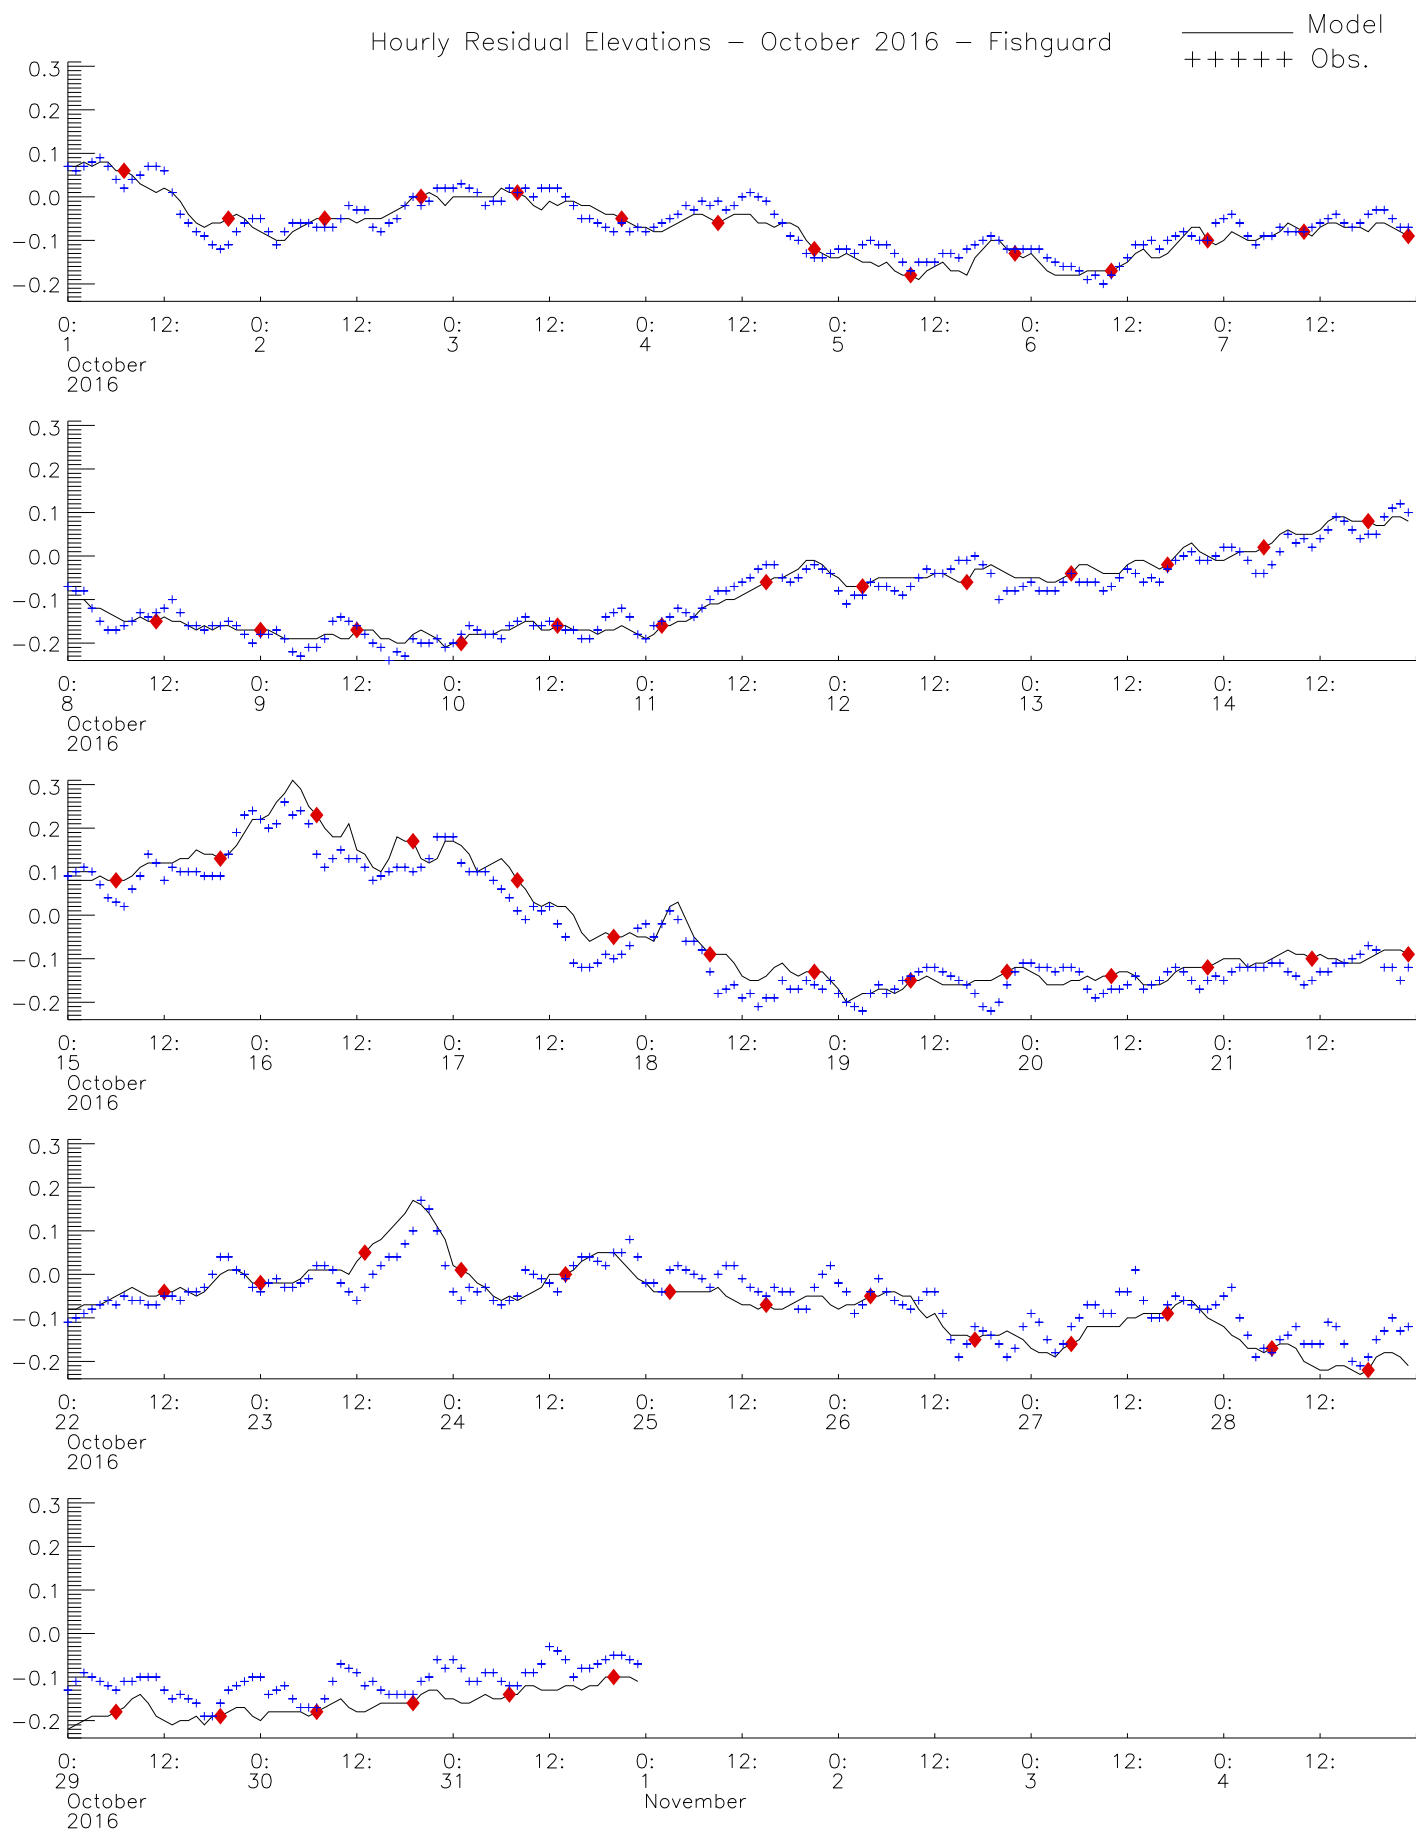 Hourly Residual Elevations – October 2016 – Fishguard
Model
+++++ Obs.
0.3
0.2
0.1
0.0
−0.1
−0.2
0: 12: 0: 12: 0: 12: 0: 12: 0: 12: 0: 12: 0: 12:
1 2 3 4 5 6 7
October
2016
0.3
0.2
0.1
0.0
−0.1
−0.2
0: 12: 0: 12: 0: 12: 0: 12: 0: 12: 0: 12: 0: 12:
8 9 10 11 12 13 14
October
2016
0.3
0.2
0.1
0.0
−0.1
−0.2
0: 12: 0: 12: 0: 12: 0: 12: 0: 12: 0: 12: 0: 12:
15 16 17 18 19 20 21
October
2016
0.3
0.2
0.1
0.0
−0.1
−0.2
0: 12: 0: 12: 0: 12: 0: 12: 0: 12: 0: 12: 0: 12:
22 23 24 25 26 27 28
October
2016
0.3
0.2
0.1
0.0
−0.1
−0.2
0: 12: 0: 12: 0: 12: 0: 12: 0: 12: 0: 12: 0: 12:
29 30 31 1 2 3 4
October November
2016